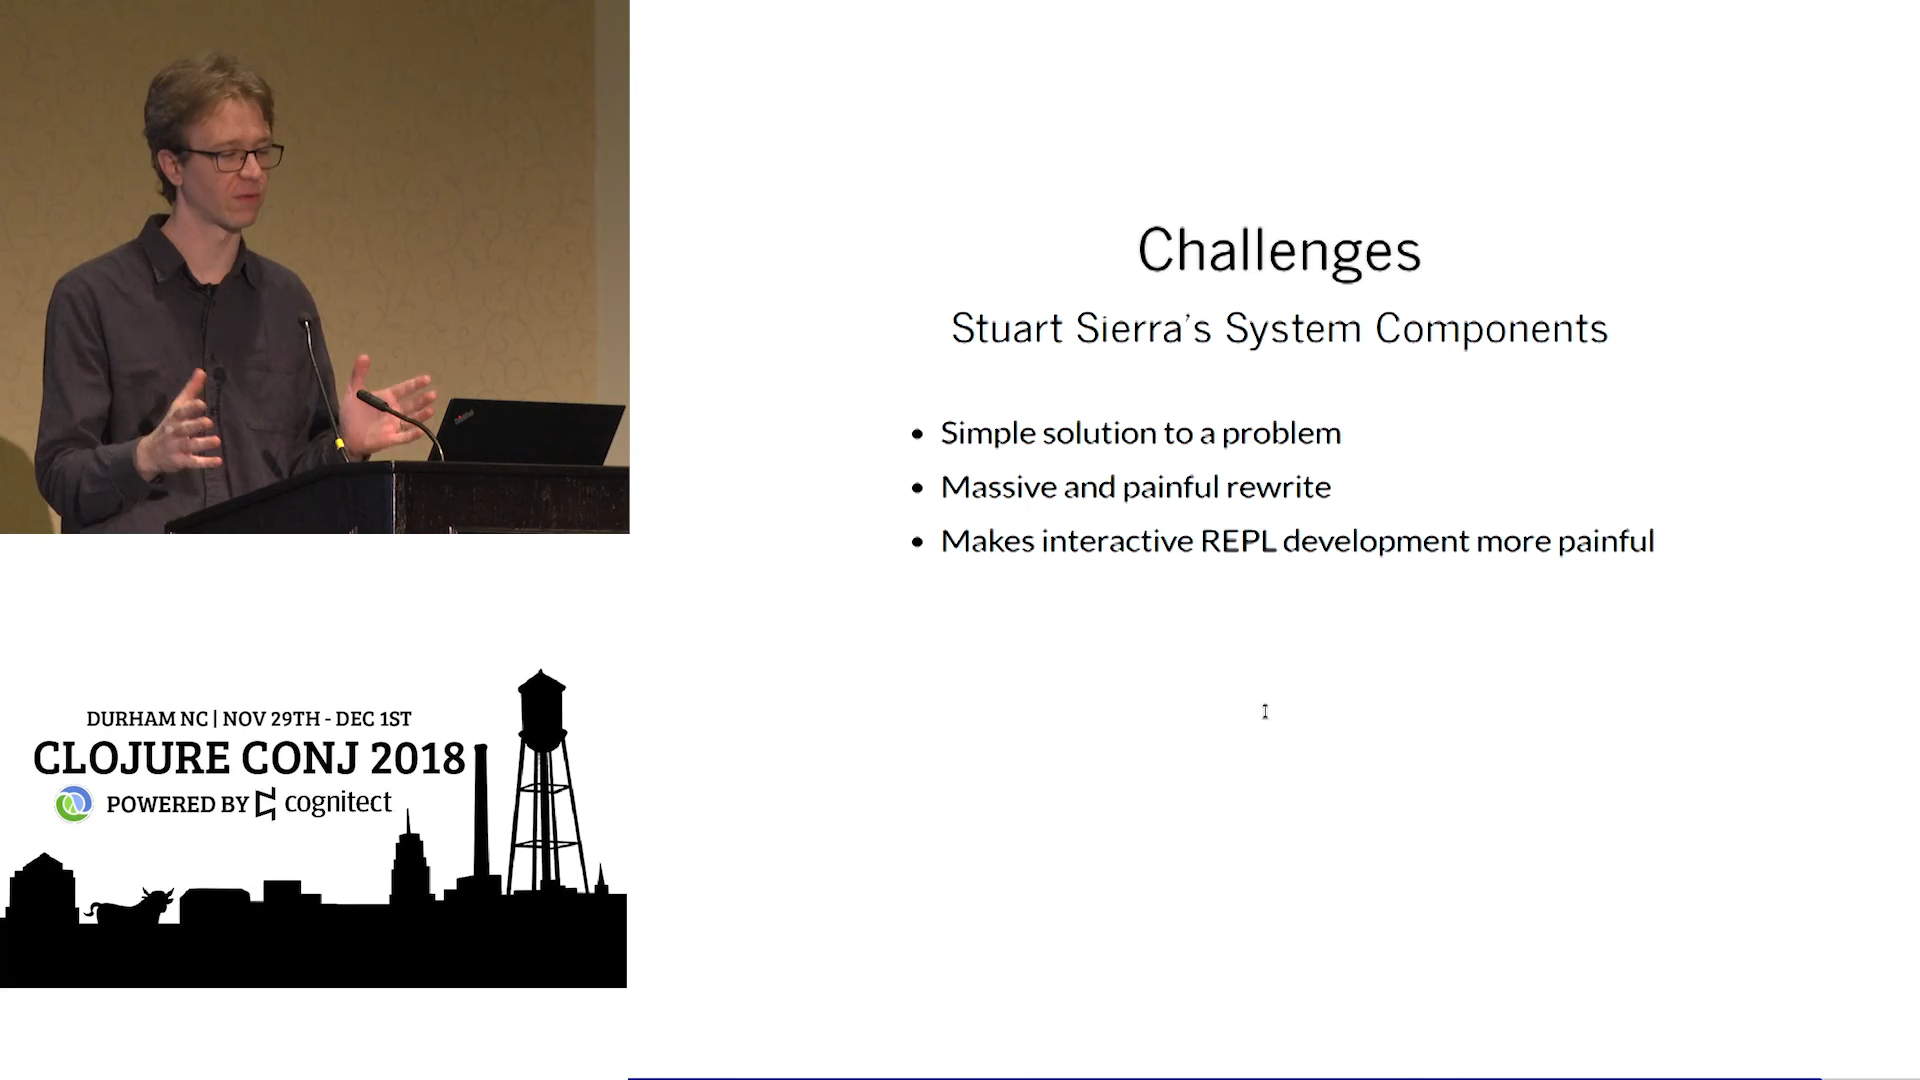 Challenges
Stuart Sierra's System Components
• Simple solution to a problem
• Massive and painful rewrite
• Makes interactive REPL development more painful
DURHAM NC | NOV 29TH - DEC 1ST
CLOJURE CONJ 2018
POWERED BY cognitect